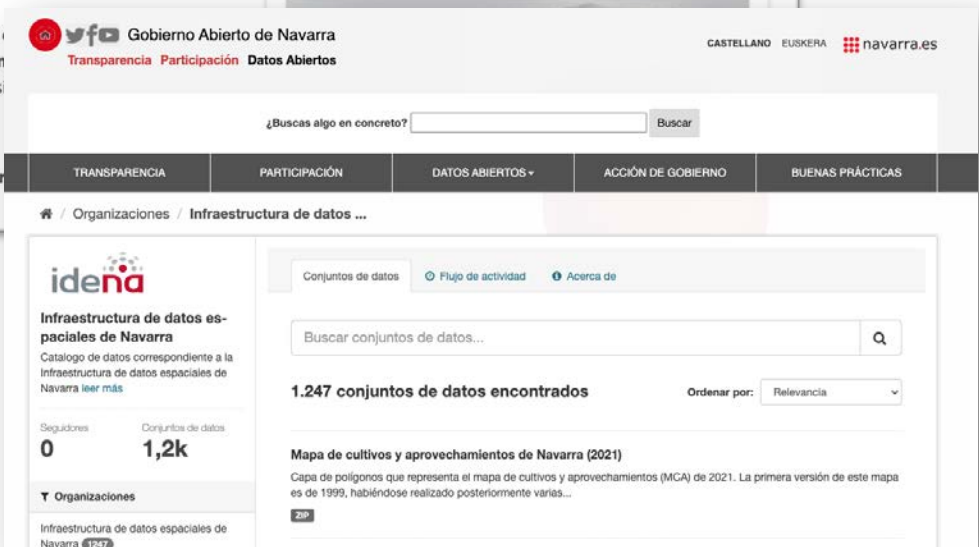 Gobierno Abierto de Navarra
Transparencia Participación Datos Abiertos
CASTELLANO EUSKERA navarra.es
¿Buscas algo en concreto? Buscar
TRANSPARENCIA PARTICIPACIÓN DATOS ABIERTOS ACCIÓN DE GOBIERNO BUENAS PRÁCTICAS
/ Organizaciones / Infraestructura de datos ...
idena
Infraestructura de datos es-
paciales de Navarra
Catalogo de datos correspondiente a la
Infraestructura de datos espaciales de
Navarra leer más
Seguidores Conjuntos de datos
0 1,2k
Organizaciones
Infraestructura de datos espaciales de
Navarra 1247
Conjuntos de datos Flujo de actividad Acerca de
Buscar conjuntos de datos...
1.247 conjuntos de datos encontrados Ordenar por: Relevancia
Mapa de cultivos y aprovechamientos de Navarra (2021)
Capa de polígonos que representa el mapa de cultivos y aprovechamientos (MCA) de 2021. La primera versión de este mapa
es de 1999, habiéndose realizado posteriormente varias...
ZIP